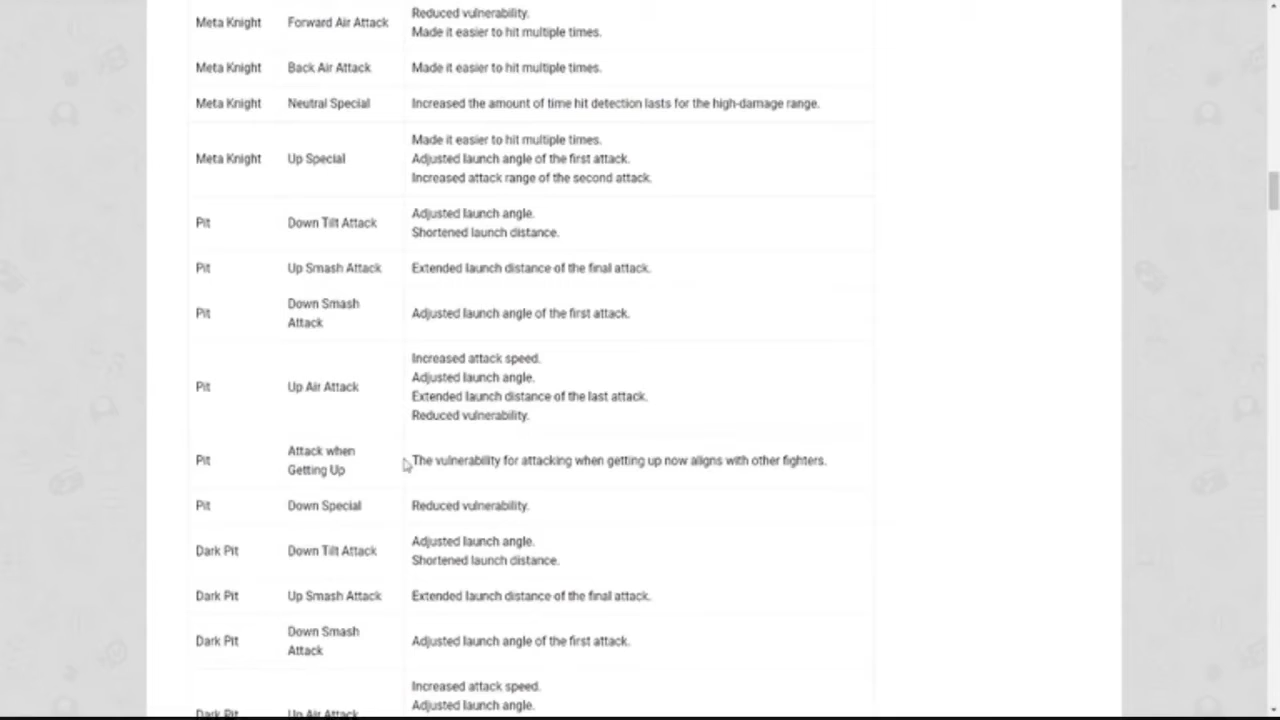 Reduced vulnerability.
Meta Knight Forward Air Attack
Made it easier to hit multiple times.
Meta Knight Back Air Attack Made it easier to hit multiple times.
Meta Knight Neutral Special Increased the amount of time hit detection lasts for the high-damage range.
Made it easier to hit multiple times.
Meta Knight Up Special Adjusted launch angle of the first attack.
Increased attack range of the second attack.
Adjusted launch angle.
Pit Down Tilt Attack
Shortened launch distance.
Pit Up Smash Attack Extended launch distance of the final attack.
Down Smash
Pit Adjusted launch angle of the first attack.
Attack
Increased attack speed.
Adjusted launch angle.
Pit Up Air Attack
Extended launch distance of the last attack.
Reduced vulnerability.
Attack when
Pit The vulnerability for attacking when getting up now aligns with other fighters.
Getting Up
Pit Down Special Reduced vulnerability.
Adjusted launch angle.
Dark Pit Down Tilt Attack
Shortened launch distance.
Dark Pit Up Smash Attack Extended launch distance of the final attack.
Down Smash
Dark Pit Adjusted launch angle of the first attack.
Attack
Increased attack speed.
Adjusted launch angle.
Dark Pit Up Air Attack